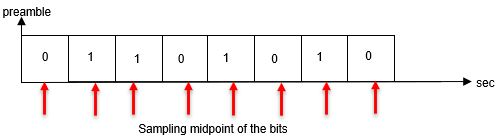 preamble
0 1 1 0 1 0 1 0
sec
Sampling midpoint of the bits